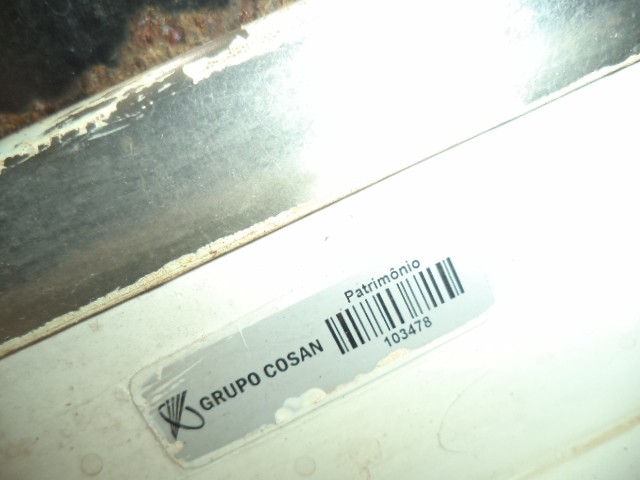 Patrimônio
GRUPO COSAN
103478